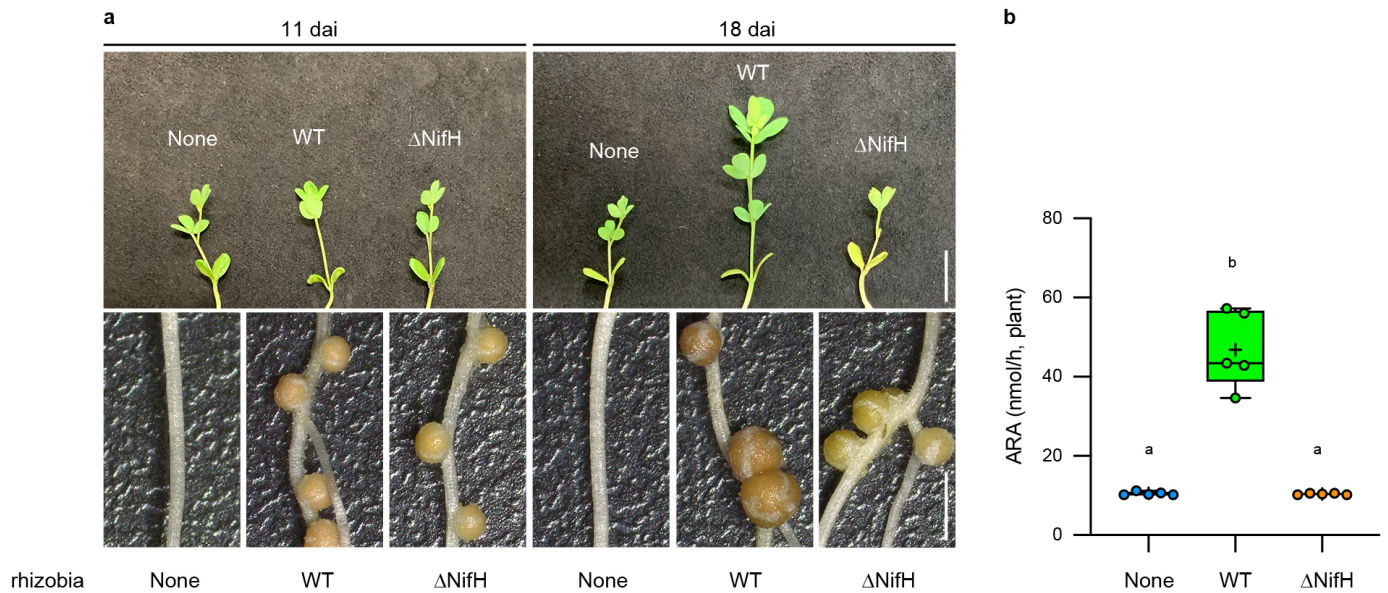 a
11 dai
18 dai
None
WT
ΔNifH
None
WT
ΔNifH
rhizobia
None
WT
ΔNifH
None
WT
ΔNifH
b
ARA (nmol/h, plant)
80
60
40
20
0
a
b
a
None
WT
ΔNifH